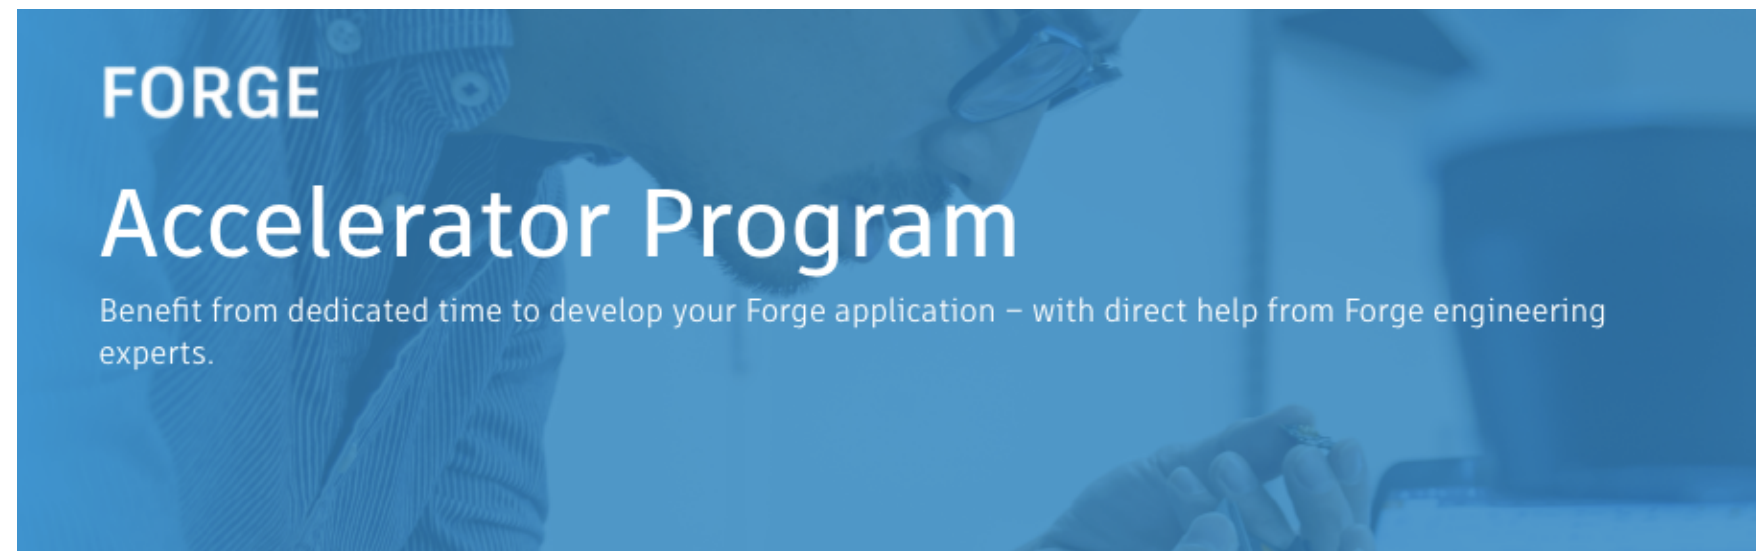 FORGE
Accelerator Program
Benefit from dedicated time to develop your Forge application – with direct help from Forge engineering
experts.